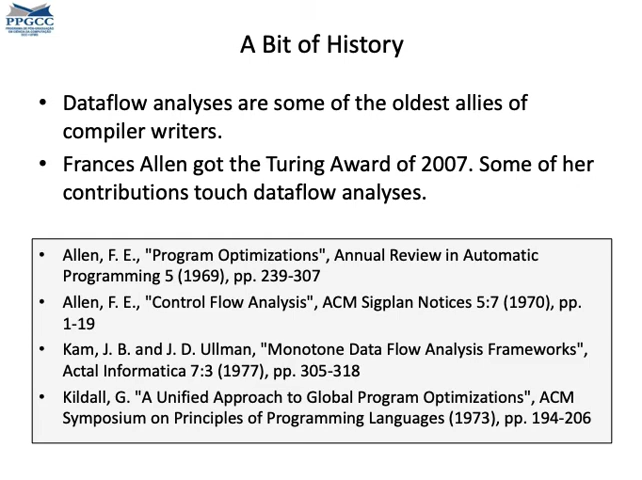 PPGCC
A Bit of History
• Dataflow analyses are some of the oldest allies of
compiler writers.
• Frances Allen got the Turing Award of 2007. Some of her
contributions touch dataflow analyses.
• Allen, F. E., "Program Optimizations", Annual Review in Automatic
Programming 5 (1969), pp. 239-307
• Allen, F. E., "Control Flow Analysis", ACM Sigplan Notices 5:7 (1970), pp.
1-19
• Kam, J. B. and J. D. Ullman, "Monotone Data Flow Analysis Frameworks",
Actal Informatica 7:3 (1977), pp. 305-318
• Kildall, G. "A Unified Approach to Global Program Optimizations", ACM
Symposium on Principles of Programming Languages (1973), pp. 194-206